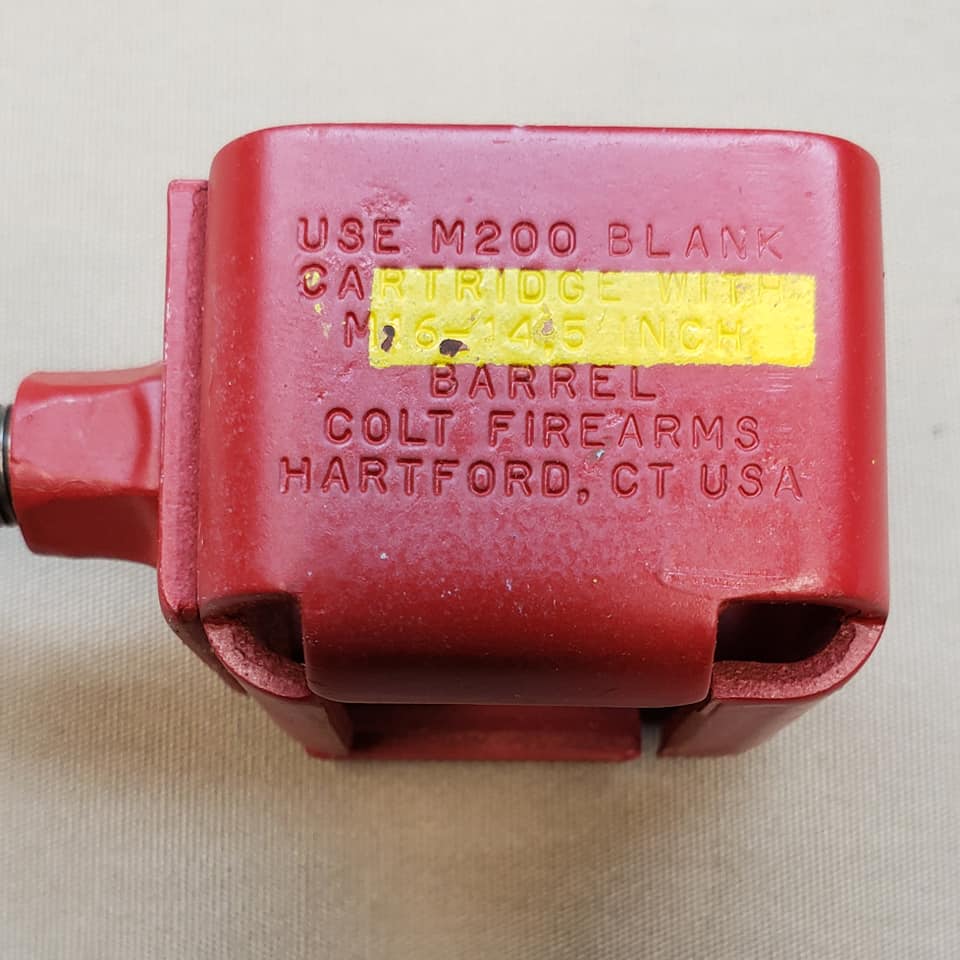 USE M200 BLANK
CARTRIDGE WITH
M16-14.5 INCH
BARREL
COLT FIREARMS
HARTFORD, CT USA